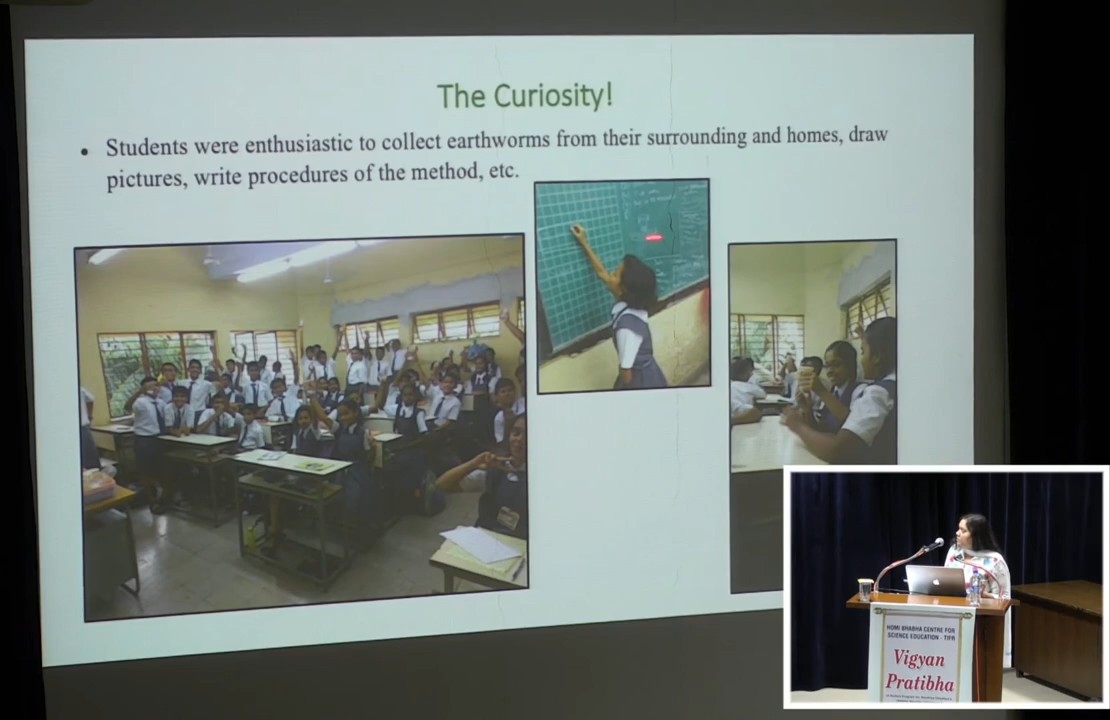 The Curiosity!
• Students were enthusiastic to collect earthworms from their surrounding and homes, draw
pictures, write procedures of the method, etc.
HOMI BHABHA CENTRE FOR
SCIENCE EDUCATION - TIFR
Vigyan
Pratibha